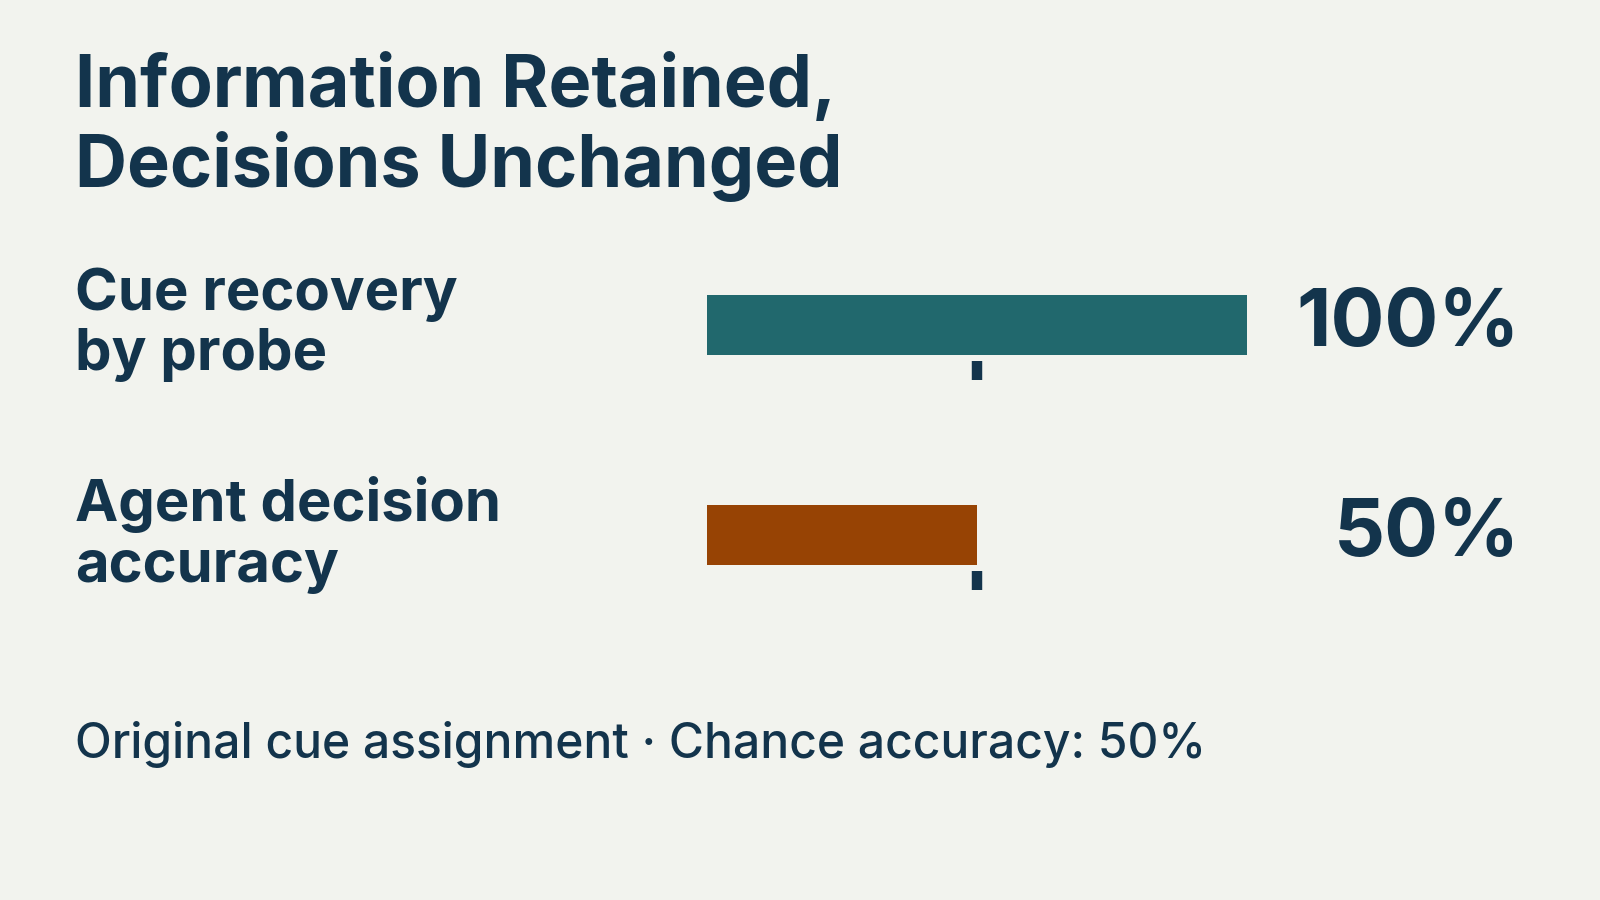 Information Retained,
Decisions Unchanged
Cue recovery
by probe
100%
Agent decision
accuracy
50%
Original cue assignment · Chance accuracy: 50%